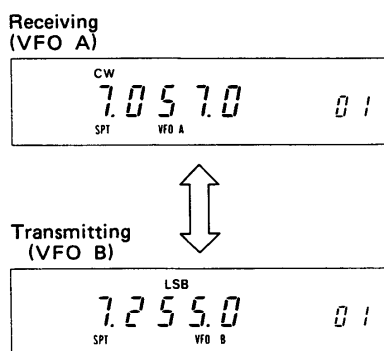 Receiving
(VFO A)
CW
7.057.0 01
SPT VFO A
Transmitting
(VFO B)
LSB
7.255.0 01
SPT VFO B